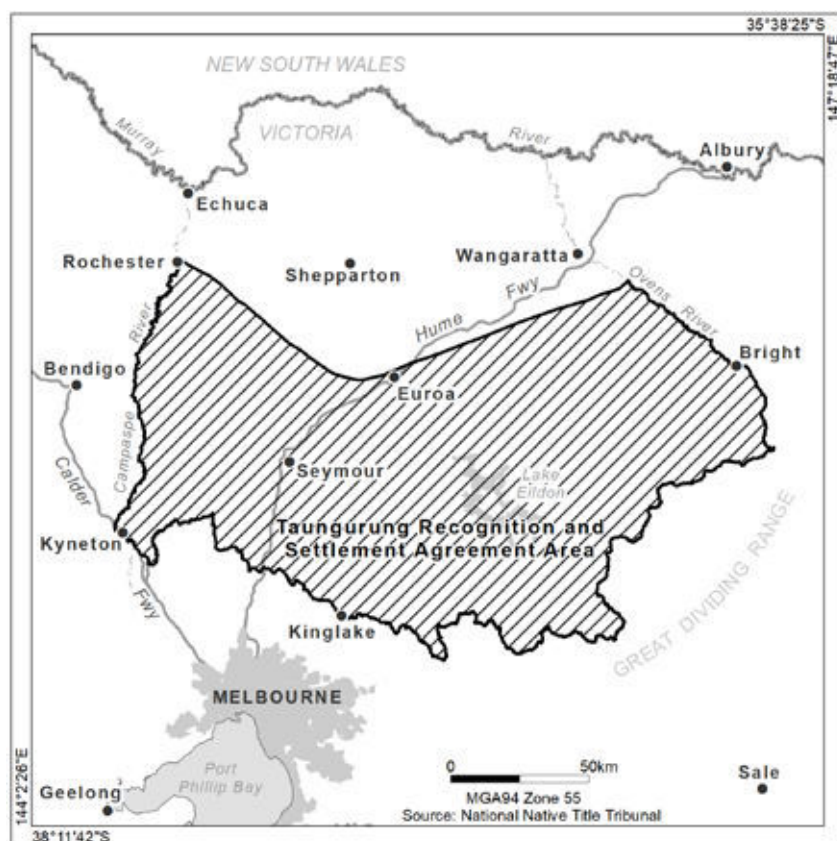 35°38'25"S
147°18'47"E
NEW SOUTH WALES
Murray
VICTORIA
River
Albury
Echuca
Rochester
Shepparton
Wangaratta
Ovens
River
Hume
Fwy
River
Bendigo
Bright
Euroa
Campaspe
Seymour
Lake
Eildon
Calder
Taungurung Recognition and
Settlement Agreement Area
Kyneton
GREAT DIVIDING RANGE
Fwy
Kinglake
MELBOURNE
144°2'26"E
Port
Phillip Bay
0 50km
Sale
Geelong
MGA94 Zone 55
Source: National Native Title Tribunal
38°11'42"S